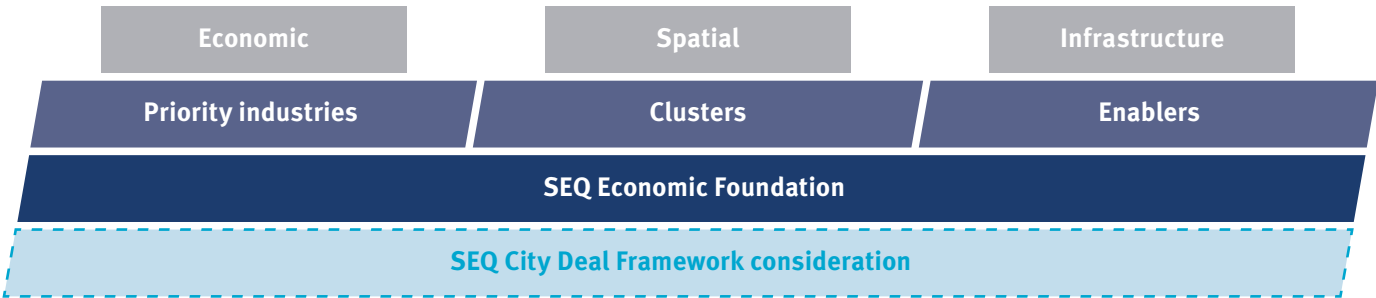 Economic
Spatial
Infrastructure
Priority industries
Clusters
Enablers
SEQ Economic Foundation
SEQ City Deal Framework consideration